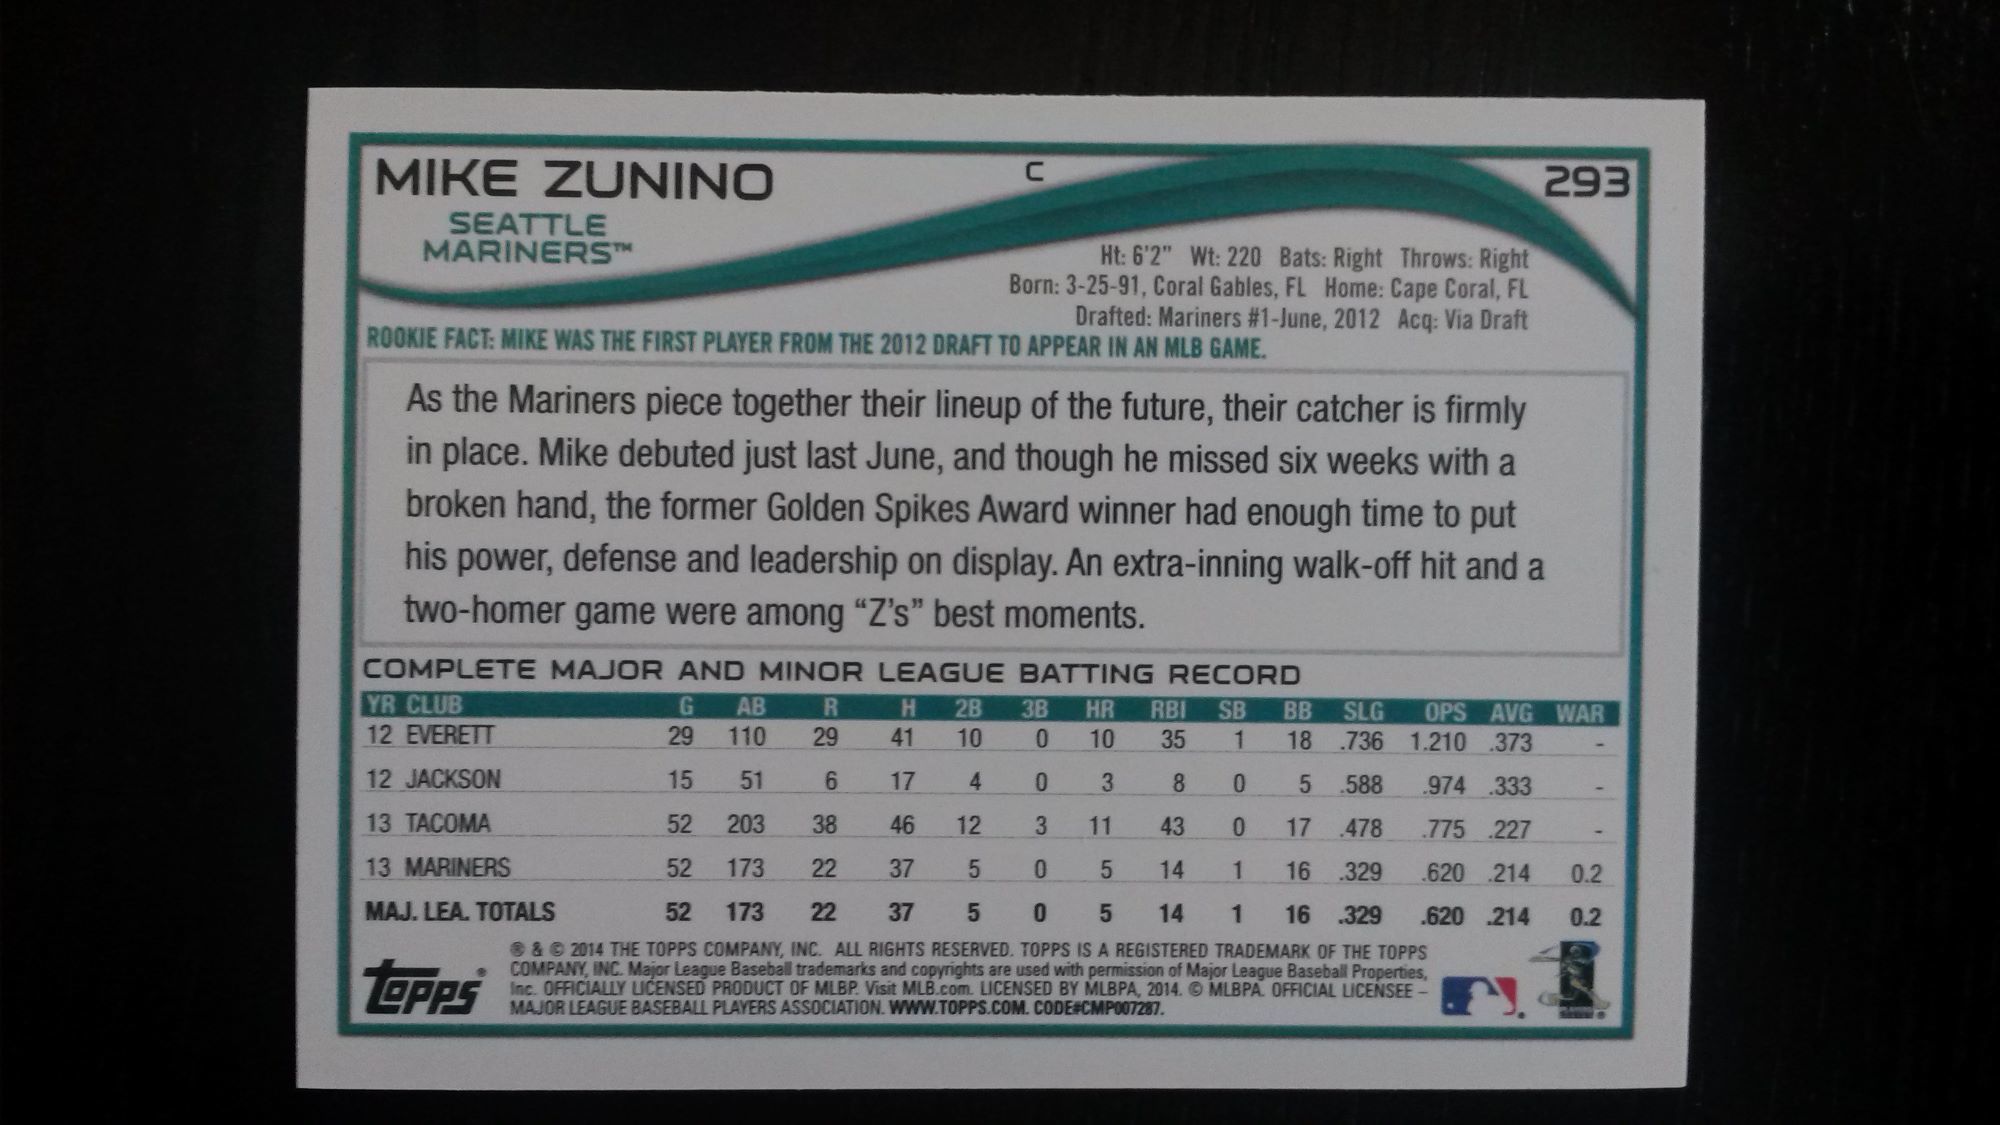 MIKE ZUNINO C 293
SEATTLE
MARINERS™
Ht: 6'2" Wt: 220 Bats: Right Throws: Right
Born: 3-25-91, Coral Gables, FL Home: Cape Coral, FL
Drafted: Mariners #1-June, 2012 Acq: Via Draft
ROOKIE FACT: MIKE WAS THE FIRST PLAYER FROM THE 2012 DRAFT TO APPEAR IN AN MLB GAME.
As the Mariners piece together their lineup of the future, their catcher is firmly
in place. Mike debuted just last June, and though he missed six weeks with a
broken hand, the former Golden Spikes Award winner had enough time to put
his power, defense and leadership on display. An extra-inning walk-off hit and a
two-homer game were among “Z's” best moments.
COMPLETE MAJOR AND MINOR LEAGUE BATTING RECORD
YR CLUB G AB R H 2B 3B HR RBI SB BB SLG OPS AVG WAR
12 EVERETT 29 110 29 41 10 0 10 35 1 18 .736 1.210 .373 -
12 JACKSON 15 51 6 17 4 0 3 8 0 5 .588 .974 .333 -
13 TACOMA 52 203 38 46 12 3 11 43 0 17 .478 .775 .227 -
13 MARINERS 52 173 22 37 5 0 5 14 1 16 .329 .620 .214 0.2
MAJ. LEA. TOTALS 52 173 22 37 5 0 5 14 1 16 .329 .620 .214 0.2
® & © 2014 THE TOPPS COMPANY, INC. ALL RIGHTS RESERVED. TOPPS IS A REGISTERED TRADEMARK OF THE TOPPS
COMPANY, INC. Major League Baseball trademarks and copyrights are used with permission of Major League Baseball Properties,
Inc. OFFICIALLY LICENSED PRODUCT OF MLBP. Visit MLB.com. LICENSED BY MLBPA, 2014. © MLBPA. OFFICIAL LICENSEE –
MAJOR LEAGUE BASEBALL PLAYERS ASSOCIATION. WWW.TOPPS.COM. CODE#CMP007287.
Topps®